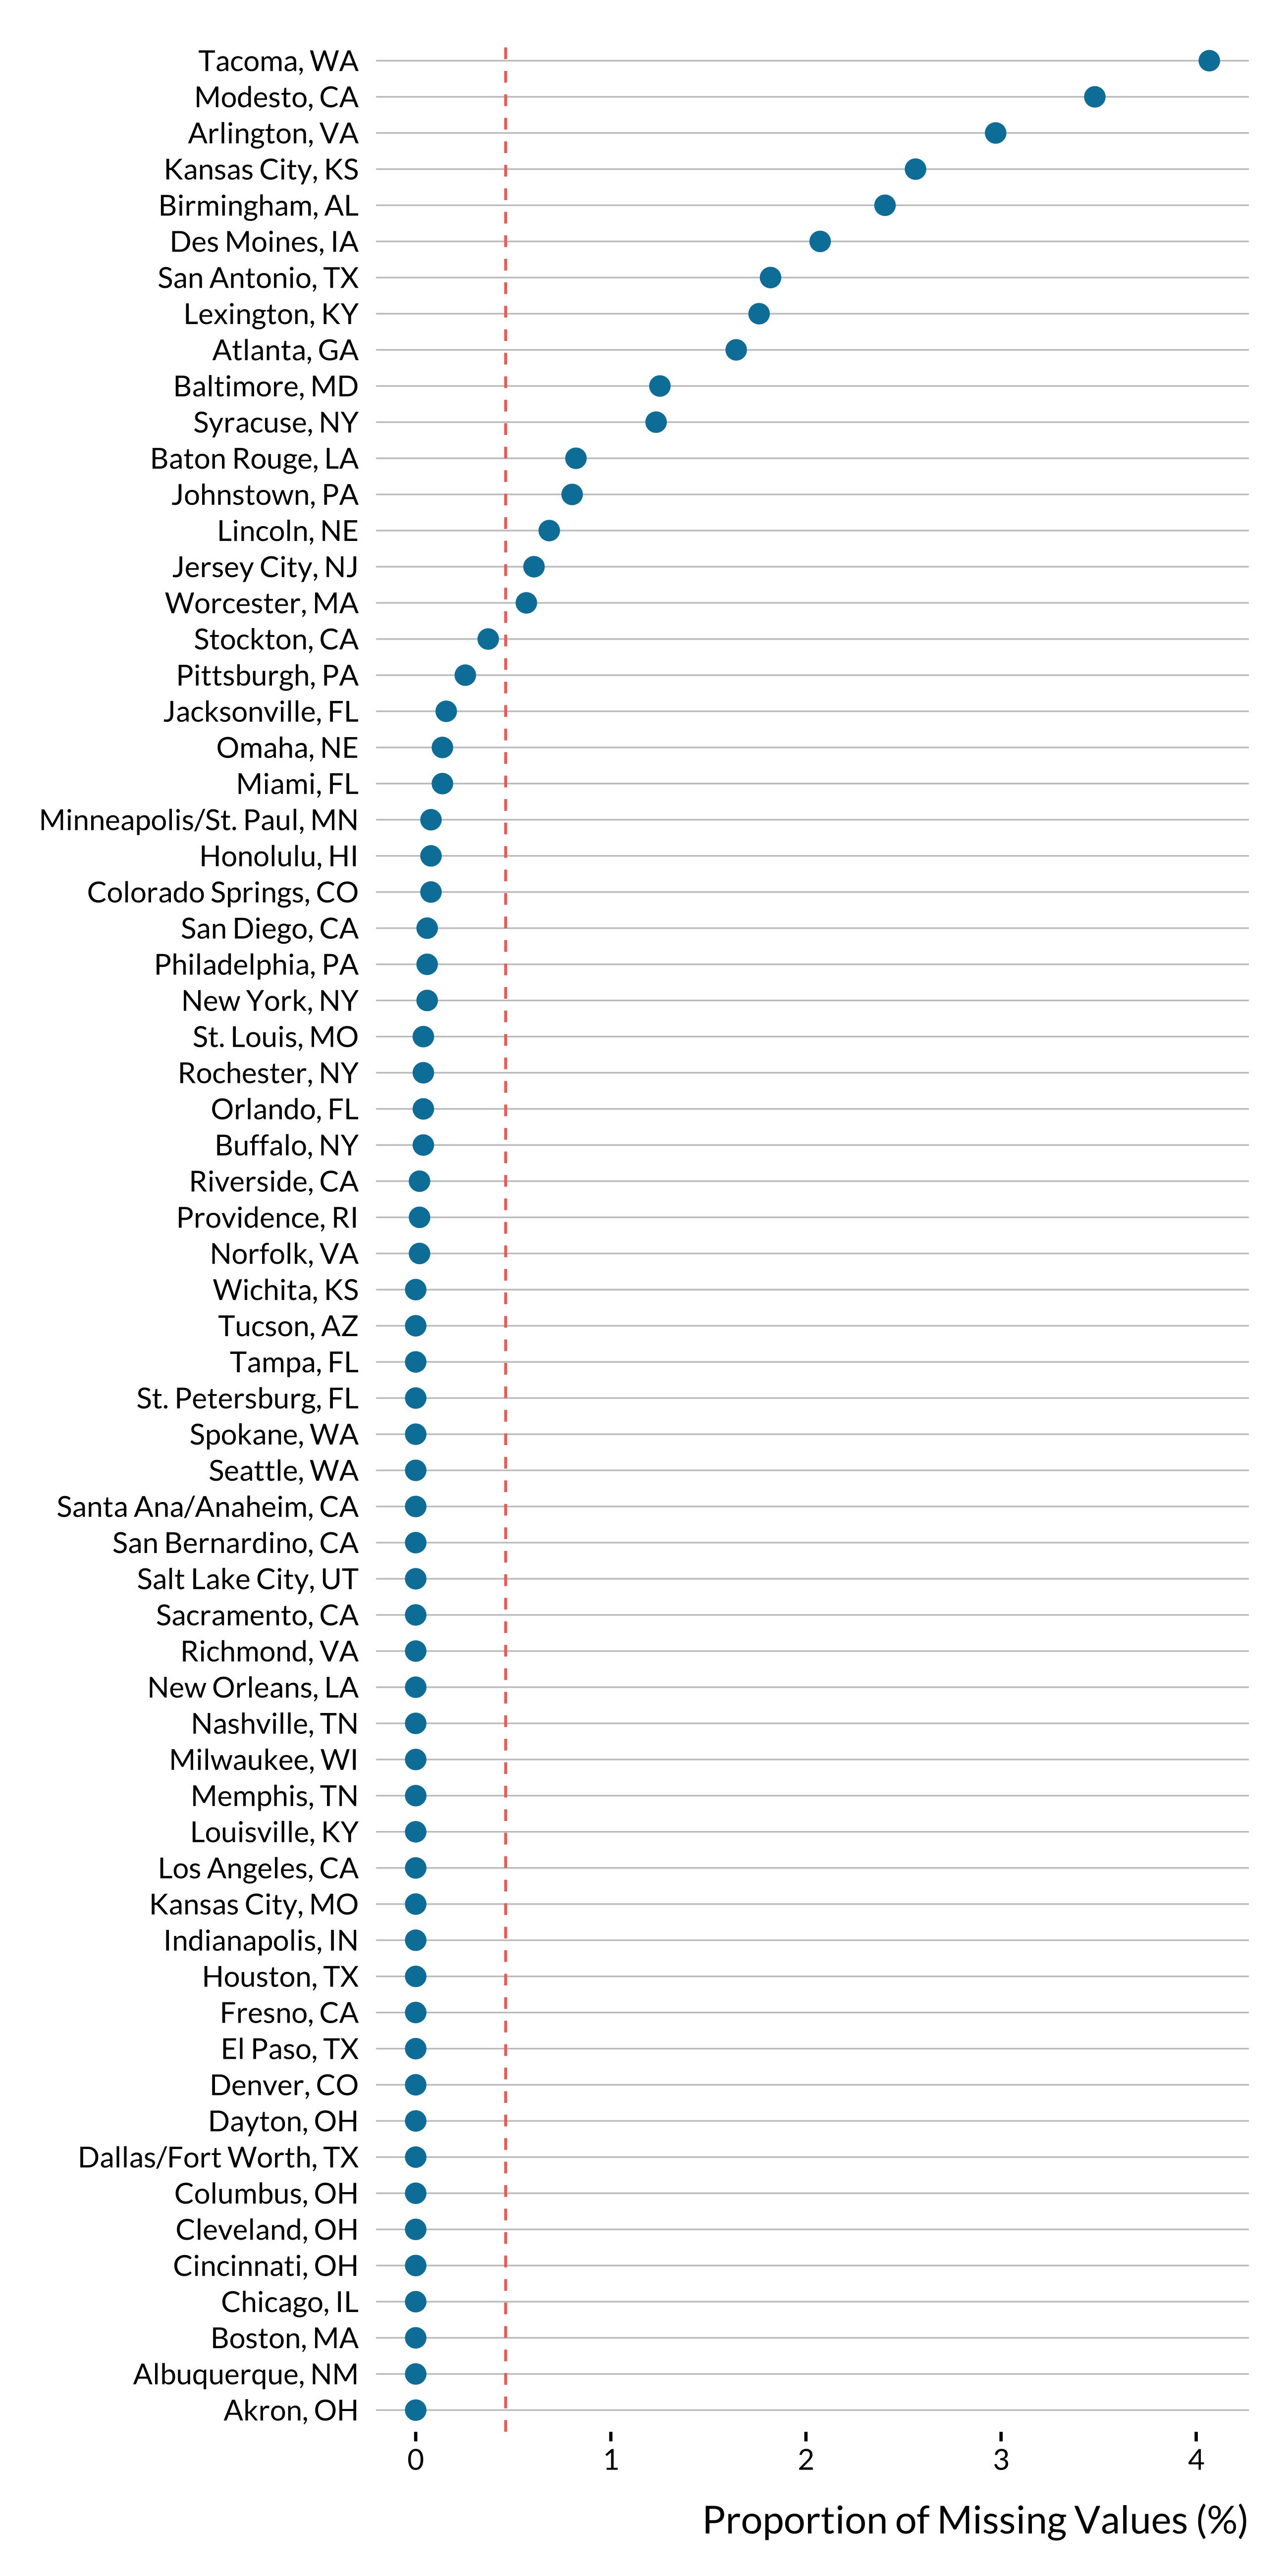 Tacoma, WA
Modesto, CA
Arlington, VA
Kansas City, KS
Birmingham, AL
Des Moines, IA
San Antonio, TX
Lexington, KY
Atlanta, GA
Baltimore, MD
Syracuse, NY
Baton Rouge, LA
Johnstown, PA
Lincoln, NE
Jersey City, NJ
Worcester, MA
Stockton, CA
Pittsburgh, PA
Jacksonville, FL
Omaha, NE
Miami, FL
Minneapolis/St. Paul, MN
Honolulu, HI
Colorado Springs, CO
San Diego, CA
Philadelphia, PA
New York, NY
St. Louis, MO
Rochester, NY
Orlando, FL
Buffalo, NY
Riverside, CA
Providence, RI
Norfolk, VA
Wichita, KS
Tucson, AZ
Tampa, FL
St. Petersburg, FL
Spokane, WA
Seattle, WA
Santa Ana/Anaheim, CA
San Bernardino, CA
Salt Lake City, UT
Sacramento, CA
Richmond, VA
New Orleans, LA
Nashville, TN
Milwaukee, WI
Memphis, TN
Louisville, KY
Los Angeles, CA
Kansas City, MO
Indianapolis, IN
Houston, TX
Fresno, CA
El Paso, TX
Denver, CO
Dayton, OH
Dallas/Fort Worth, TX
Columbus, OH
Cleveland, OH
Cincinnati, OH
Chicago, IL
Boston, MA
Albuquerque, NM
Akron, OH
0 1 2 3 4
Proportion of Missing Values (%)